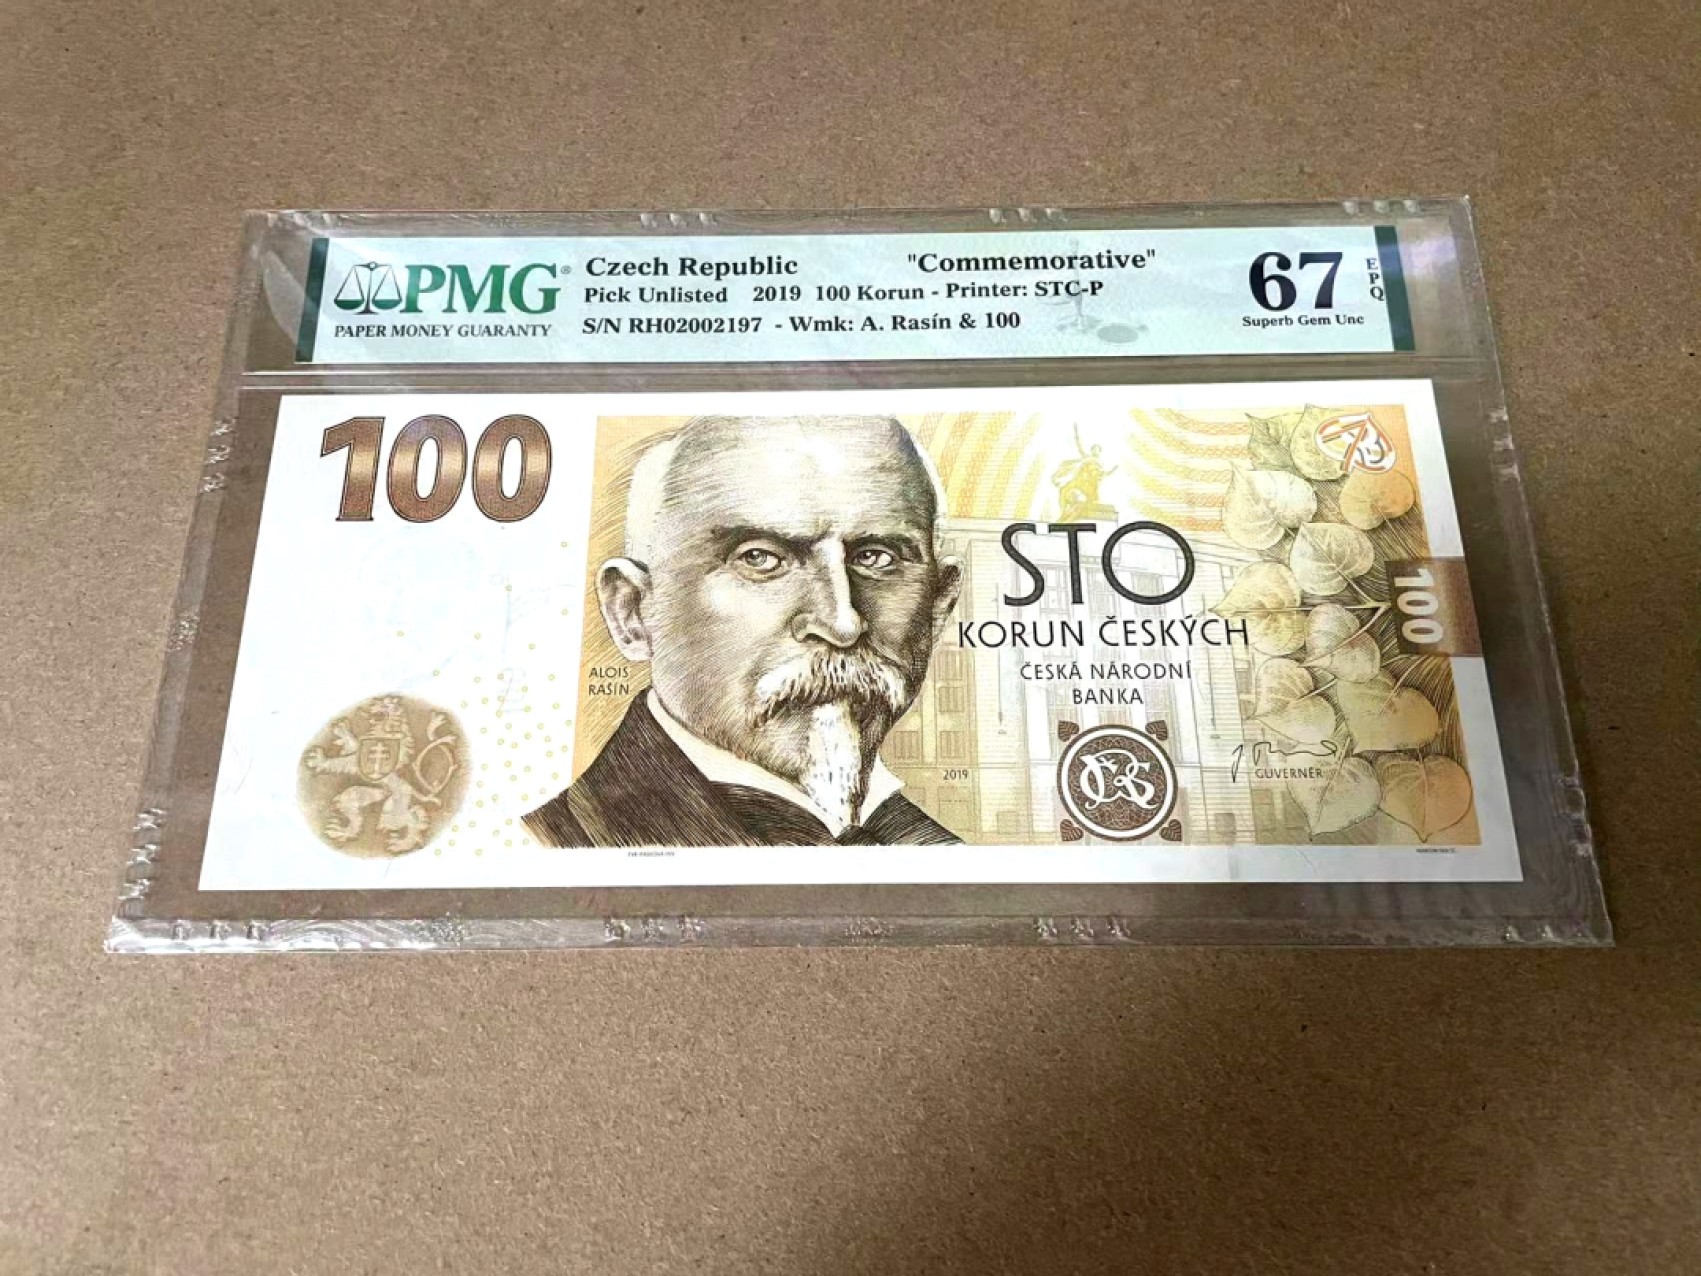 PMG®
PAPER MONEY GUARANTY
Czech Republic "Commemorative"
Pick Unlisted 2019 100 Korun - Printer: STC-P
S/N RH02002197 - Wmk: A. Rasín & 100
67
EPQ
Superb Gem Unc
100
ALOIS
RAŠÍN
STO
KORUN ČESKÝCH
ČESKÁ NÁRODNÍ
BANKA
2019
GUVERNÉR
100